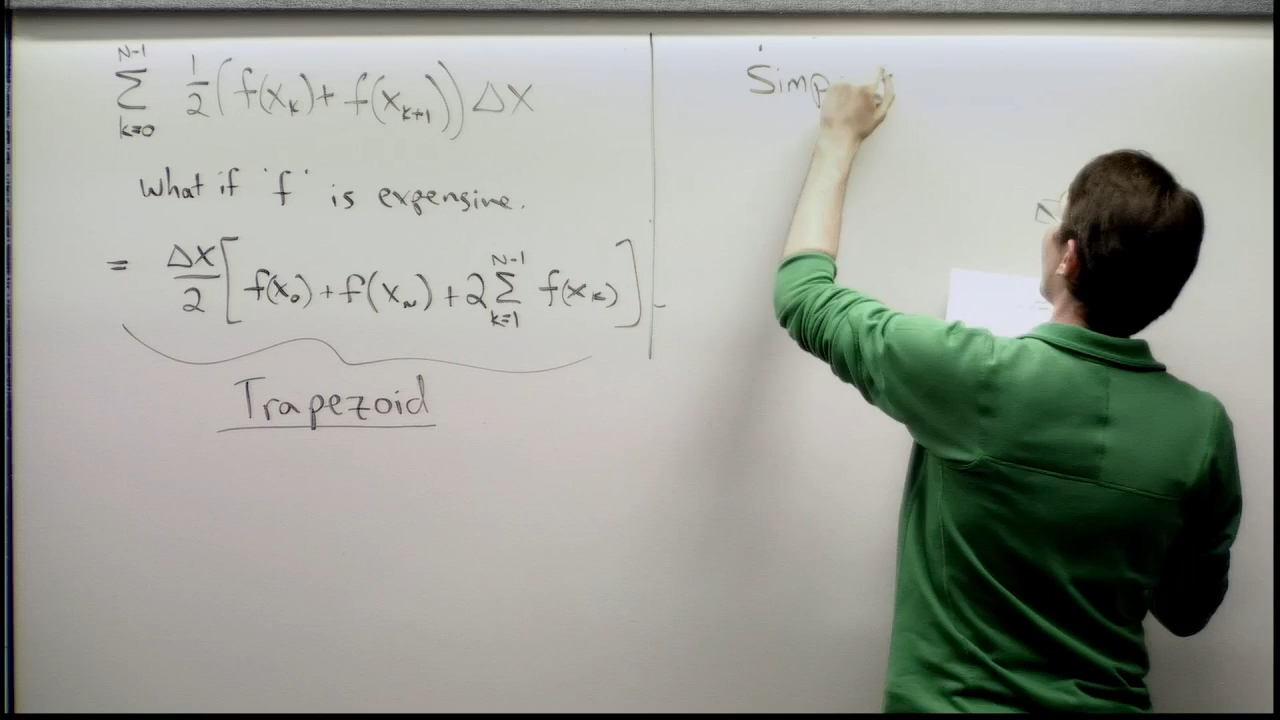 ∑_{k=0}^{N-1} 1/2 (f(x_k) + f(x_{k+1})) Δx
What if 'f' is expensive.
= Δx/2 [f(x_0) + f(x_N) + 2 ∑_{k=1}^{N-1} f(x_k)]
Trapezoid
Simp